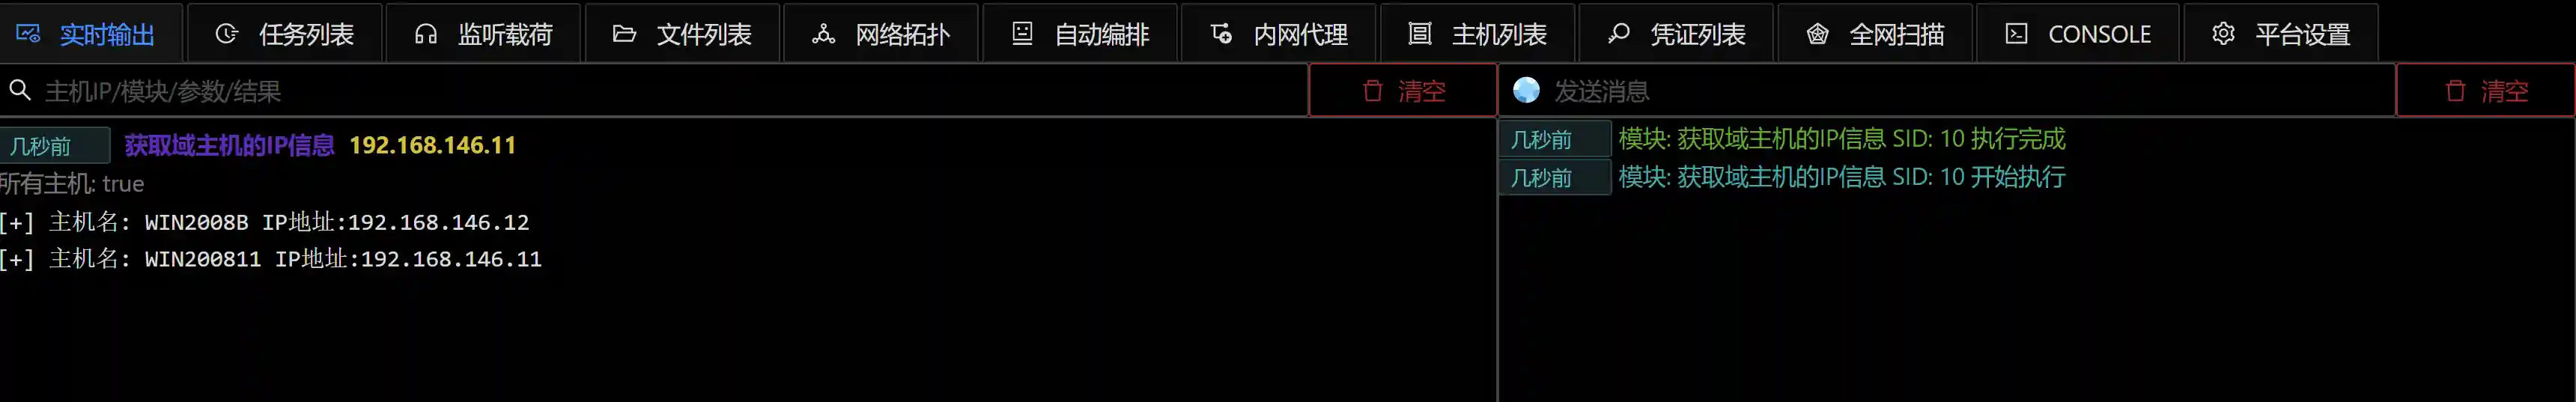 实时输出 任务列表 监听载荷 文件列表 网络拓扑 自动编排 内网代理 主机列表 凭证列表 全网扫描 CONSOLE 平台设置
主机IP/模块/参数/结果 清空 发送消息 清空
几秒前 获取域主机的IP信息 192.168.146.11
所有主机: true
[+] 主机名: WIN2008B IP地址:192.168.146.12
[+] 主机名: WIN200811 IP地址:192.168.146.11
几秒前 模块: 获取域主机的IP信息 SID: 10 执行完成
几秒前 模块: 获取域主机的IP信息 SID: 10 开始执行